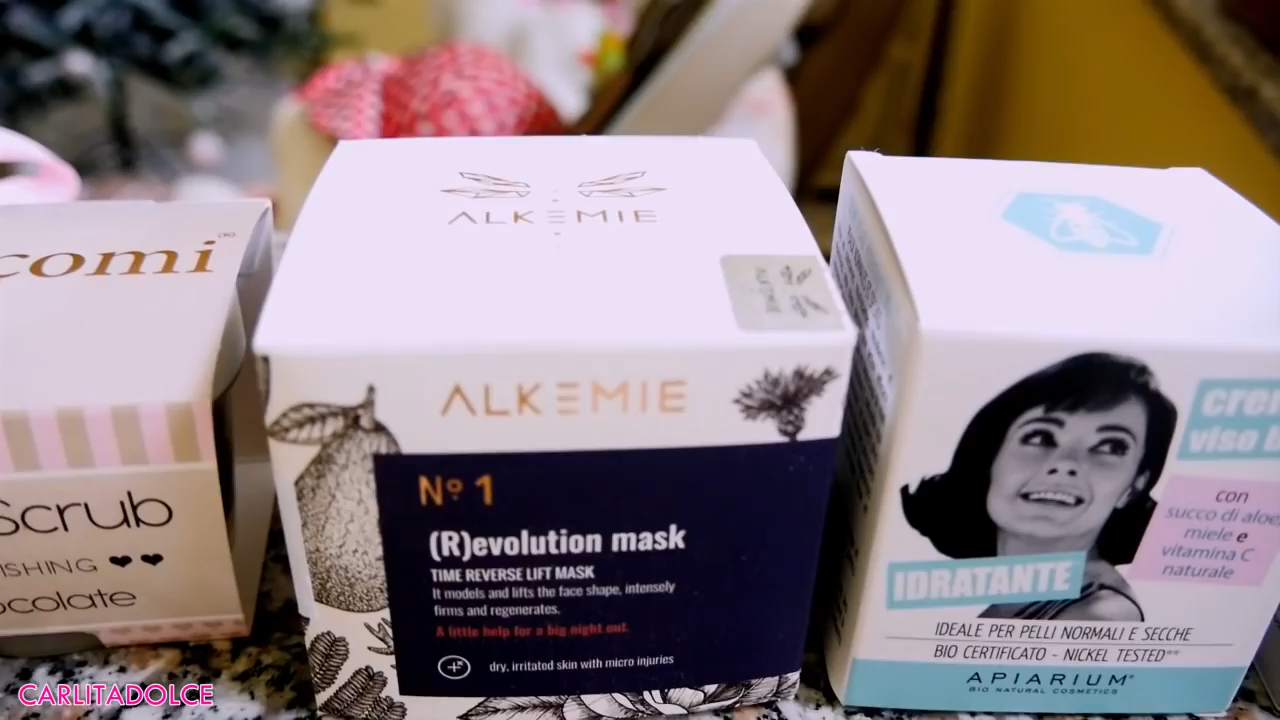 comi
Scrub
ISHING
ocolate
ALKEMIE
ALKEMIE
Nº 1
(R)evolution mask
TIME REVERSE LIFT MASK
It models and lifts the face shape, intensely
firms and regenerates.
A little help for a big night out.
dry, irritated skin with micro injuries
crem
viso b
con
succo di aloe
miele e
vitamina C
naturale
IDRATANTE
IDEALE PER PELLI NORMALI E SECCHE
BIO CERTIFICATO - NICKEL TESTED**
APIARIUM®
BIO NATURAL COSMETICS
CARLITADOLCE